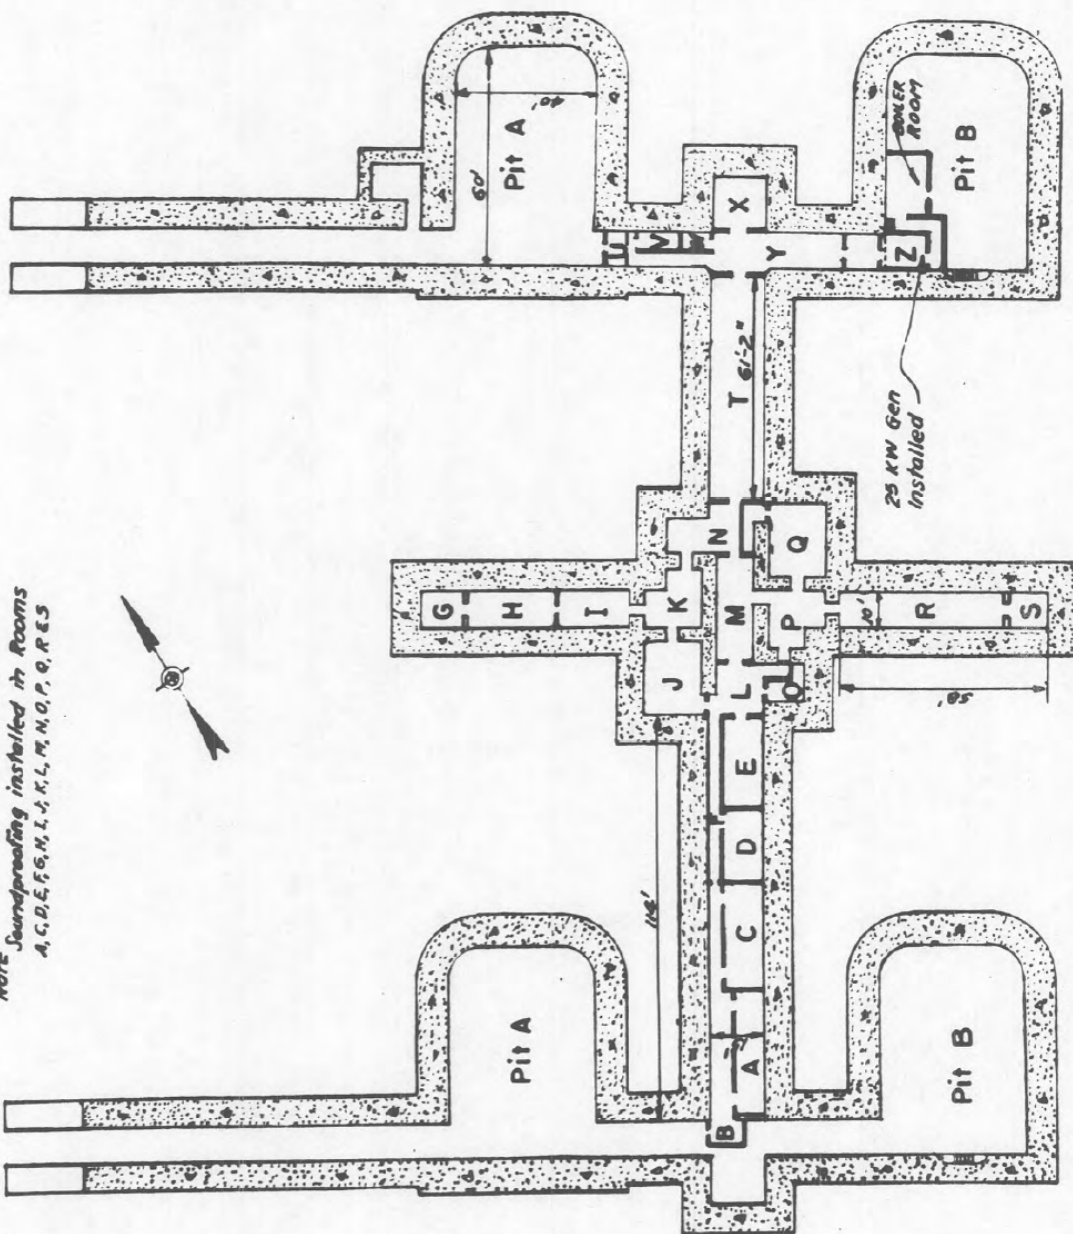 NOTE
Soundproofing installed in Rooms
A, C, D, E, F, G, H, I, J, K, L, M, N, O, P, Q, R & S
Pit A
60'
40'
Pit B
BOILER
ROOM
X
U
V
W
Y
Z
T
61'-2"
25 KW Gen
Installed
N
Q
G
H
I
K
M
P
R
S
10'
J
L
O
58'
114'
E
D
C
A
B
Pit A
Pit B